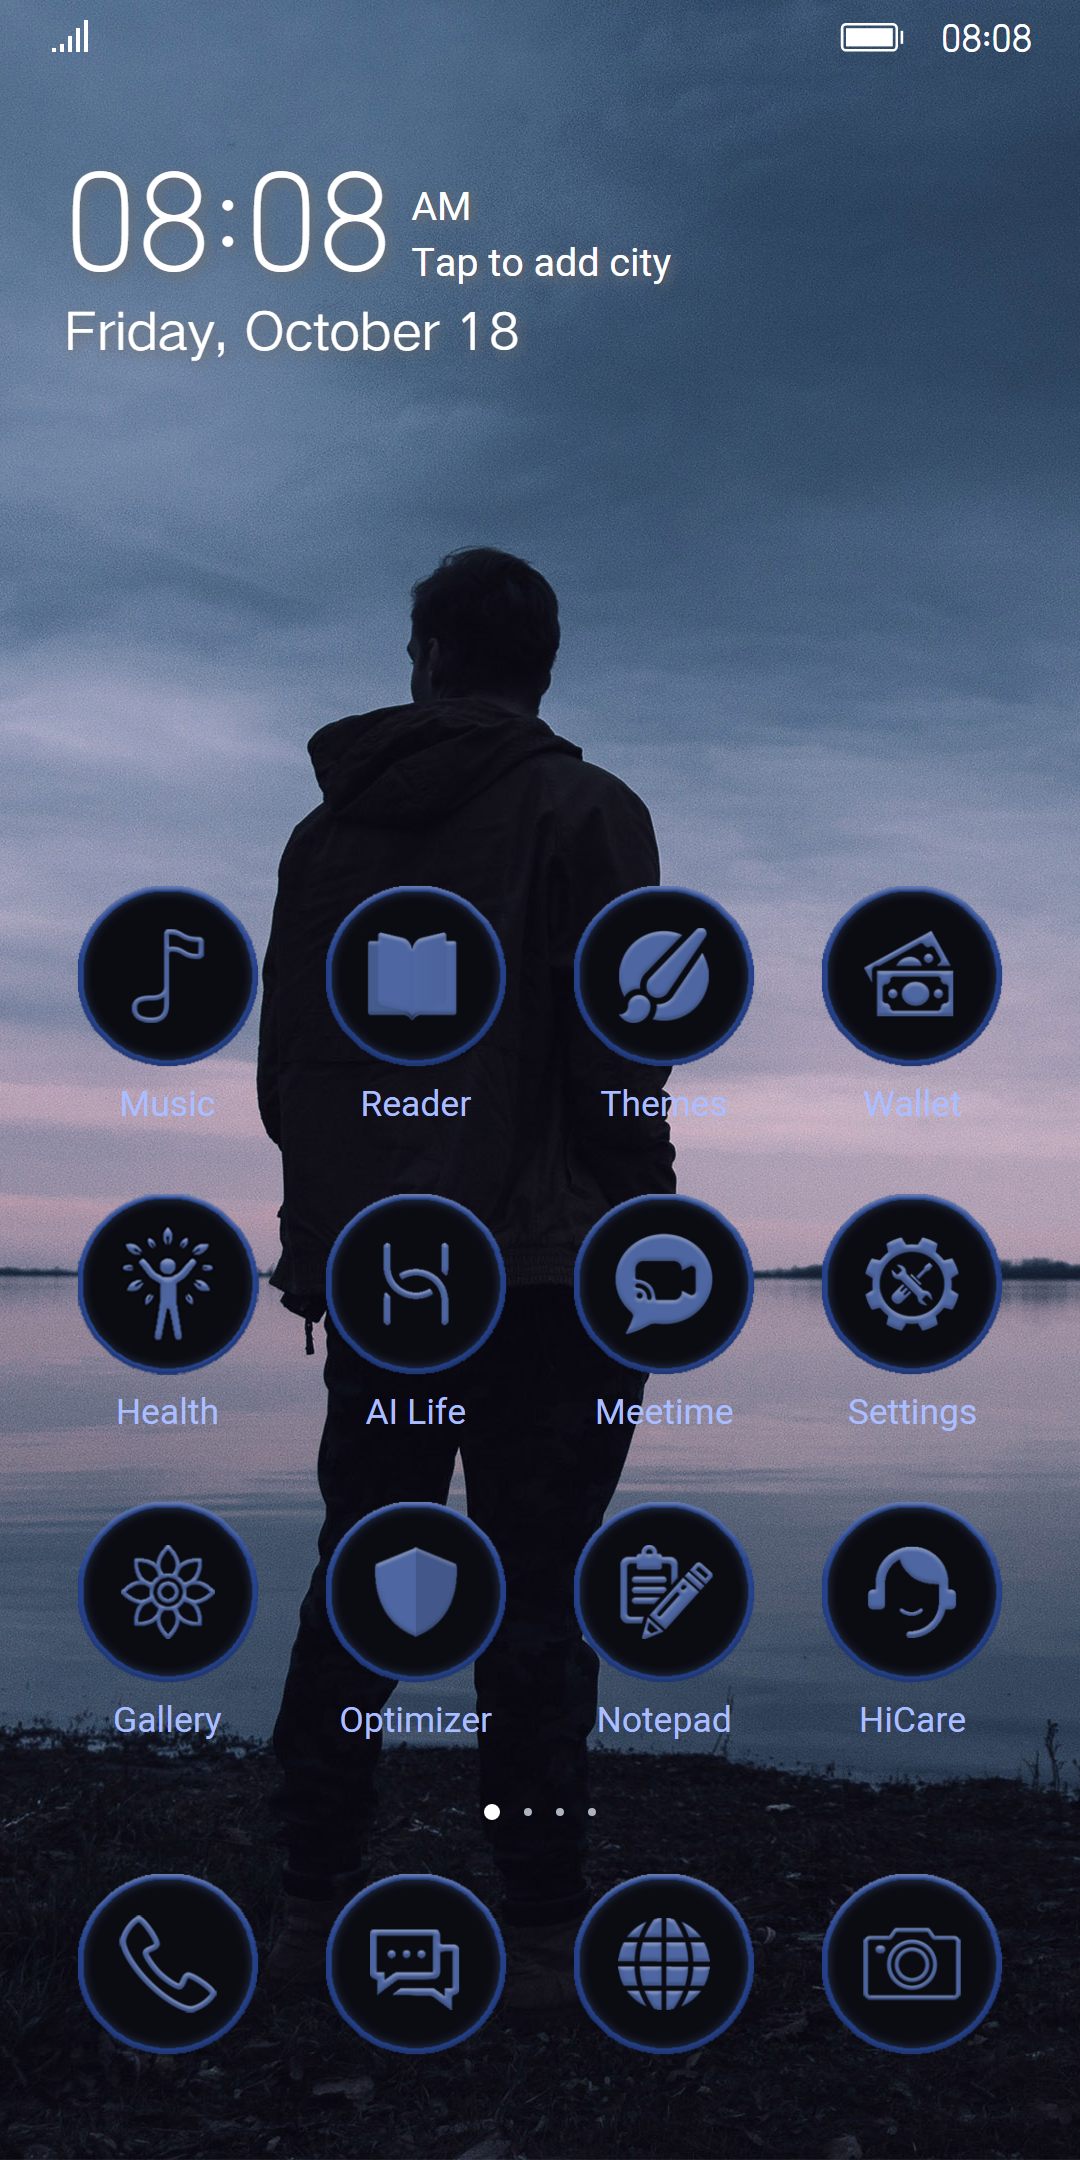 08:08
08:08 AM
Tap to add city
Friday, October 18
Music Reader Themes Wallet
Health AI Life Meetime Settings
Gallery Optimizer Notepad HiCare